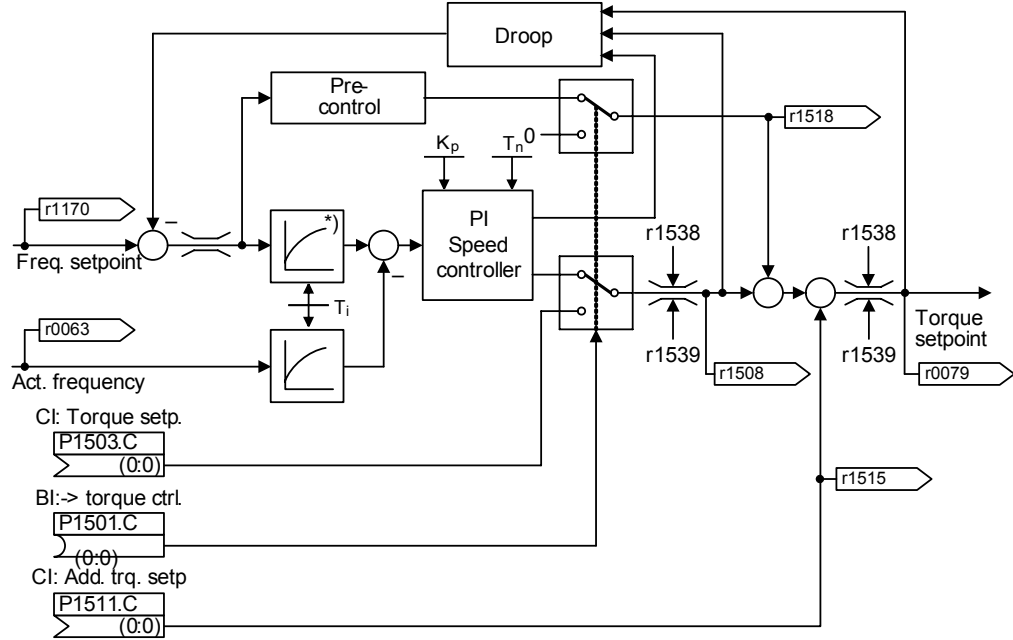 Droop
Pre-
control
r1518
Kp
Tn
0
r1170
*)
PI
Speed
controller
Freq. setpoint
r1538
r1538
Ti
r0063
r1539
r1539
Torque
setpoint
Act. frequency
r1508
r0079
CI: Torque setp.
P1503.C
(0:0)
r1515
BI:-> torque ctrl.
P1501.C
(0:0)
CI: Add. trq. setp
P1511.C
(0:0)